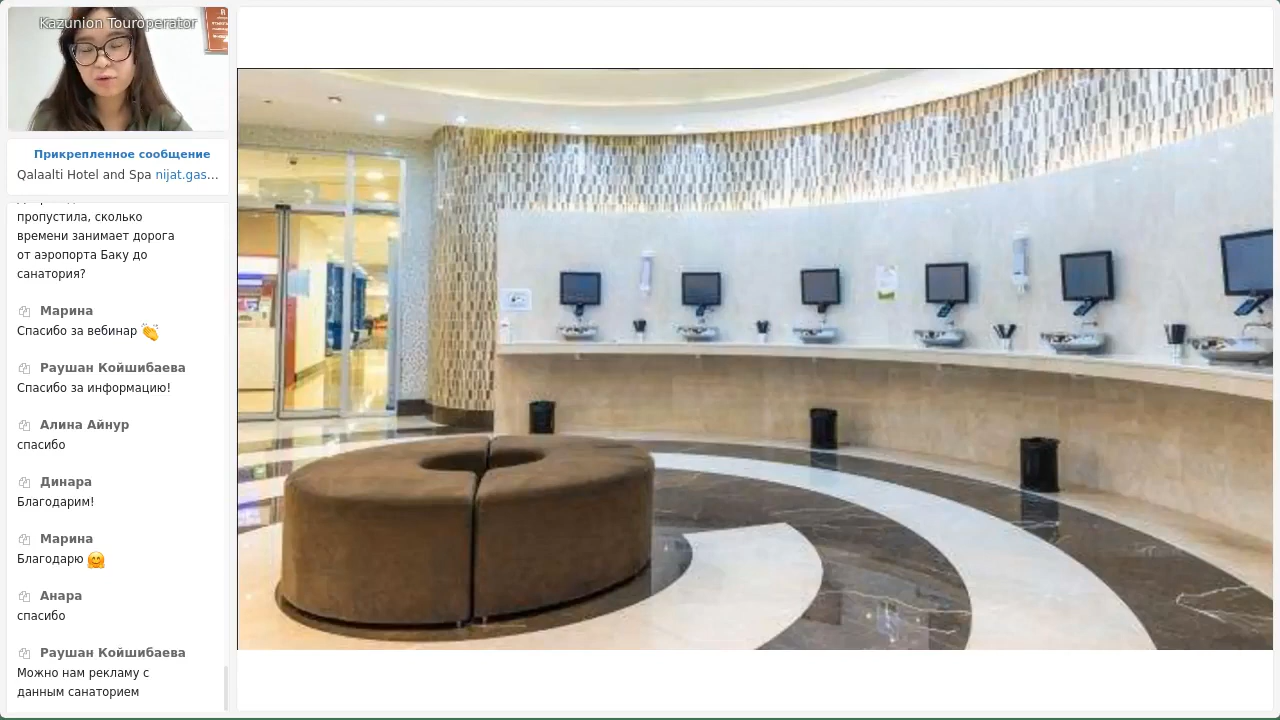 Kazunion Touroperator
Прикрепленное сообщение
Qalaalti Hotel and Spa nijat.gas...
пропустила, сколько
времени занимает дорога
от аэропорта Баку до
санатория?
Марина
Спасибо за вебинар 👏
Раушан Койшибаева
Спасибо за информацию!
Алина Айнур
спасибо
Динара
Благодарим!
Марина
Благодарю 🤗
Анара
спасибо
Раушан Койшибаева
Можно нам рекламу с
данным санаторием